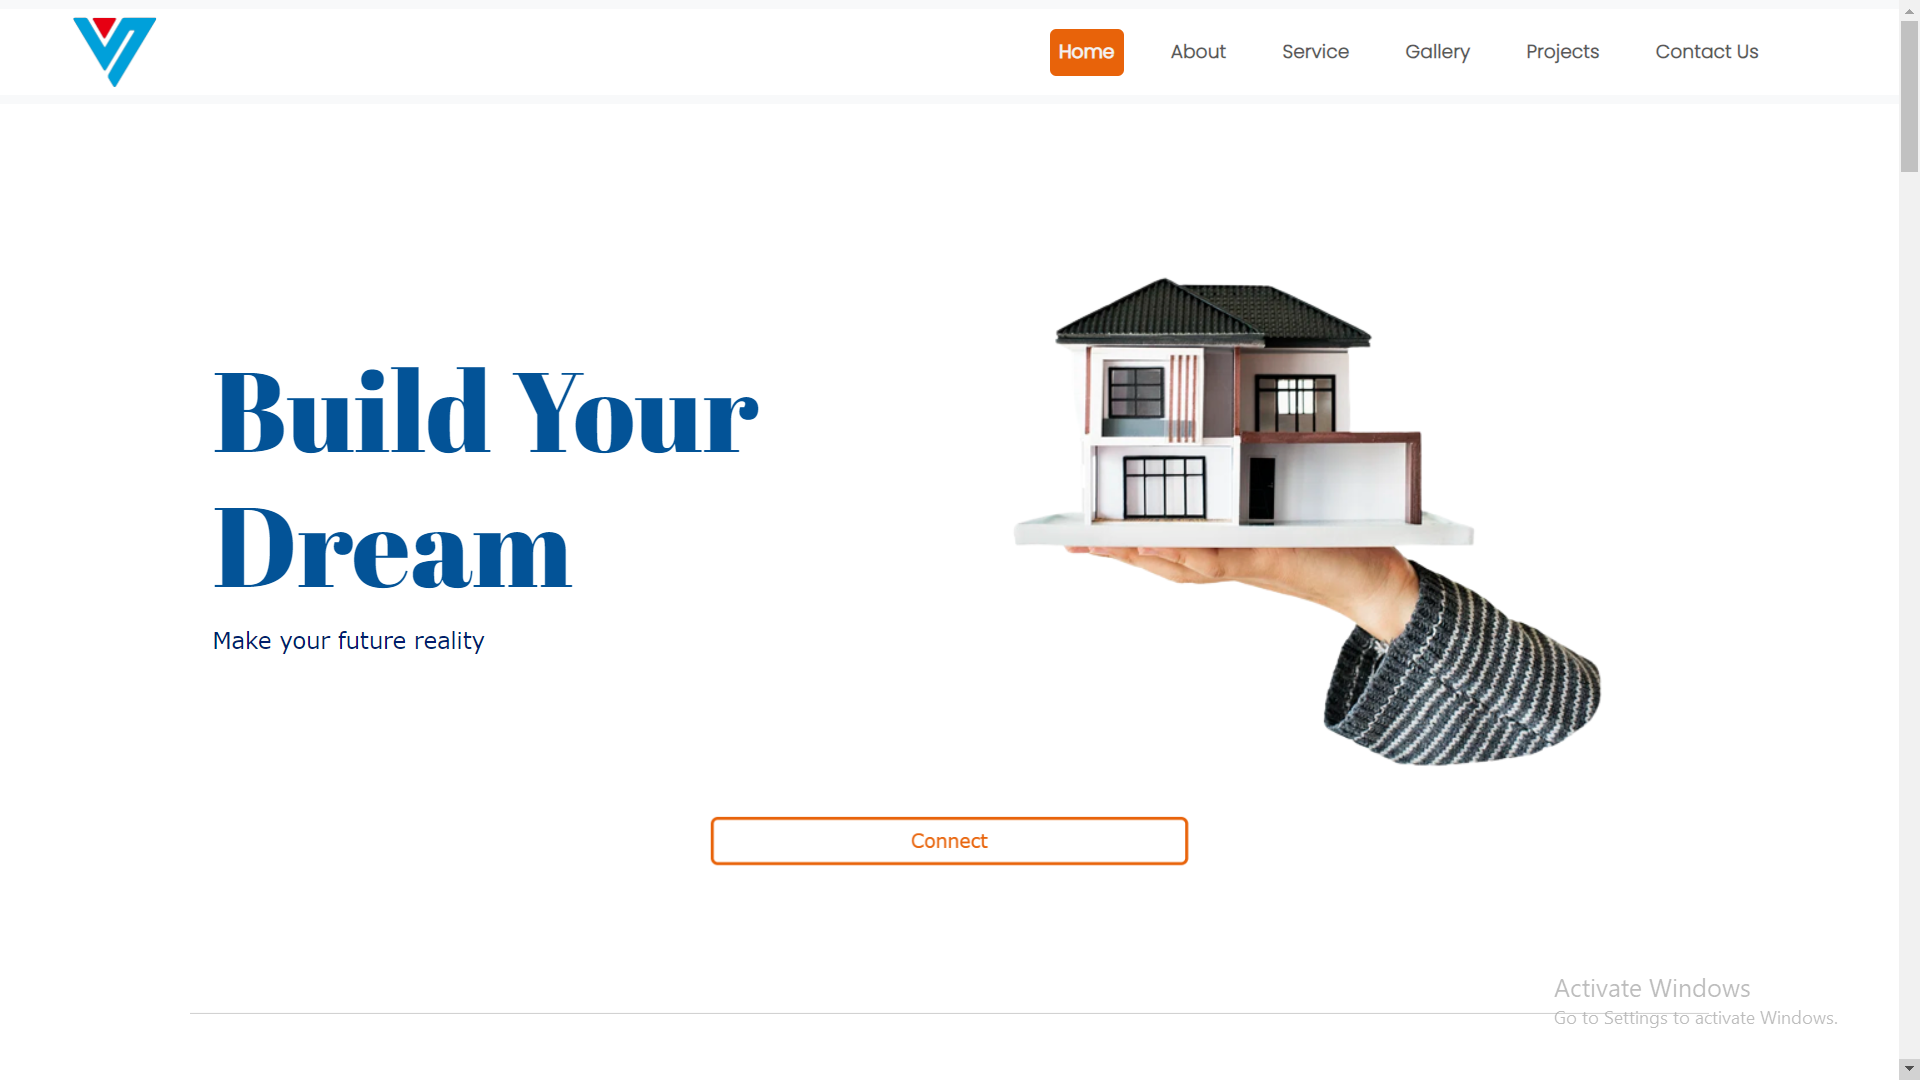 Home About Service Gallery Projects Contact Us
Build Your
Dream
Make your future reality
Connect
Activate Windows
Go to Settings to activate Windows.